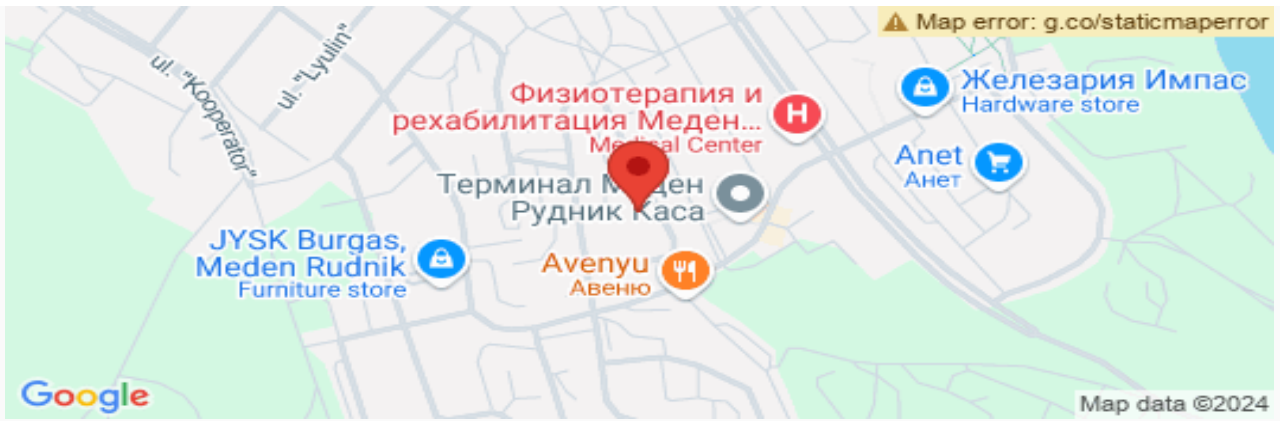 Map error: g.co/staticmaperror
ul. "Kooperator"
ul. "Lyulin"
Физиотерапия и
рехабилитация Меден...
Medical Center
Железария Импас
Hardware store
Anet
Анет
Терминал Меден
Рудник Каса
JYSK Burgas,
Meden Rudnik
Furniture store
Avenyu
Авеню
Google
Map data ©2024